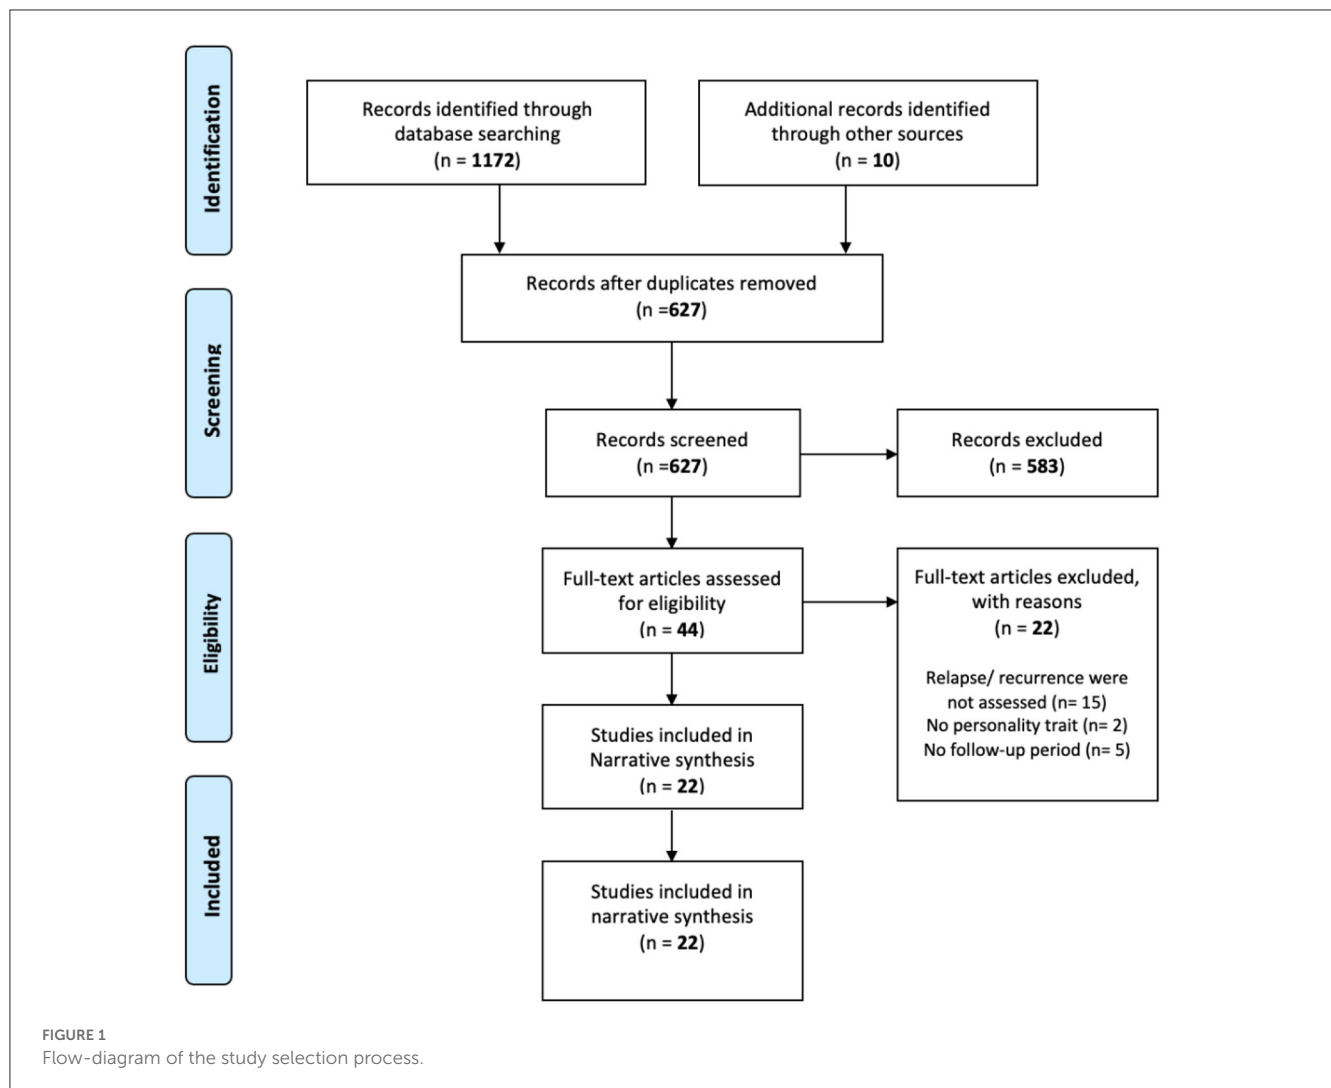 Identification
Records identified through
database searching
(n = 1172)
Additional records identified
through other sources
(n = 10)
Records after duplicates removed
(n =627)
Screening
Records screened
(n =627)
Records excluded
(n = 583)
Eligibility
Full-text articles assessed
for eligibility
(n = 44)
Full-text articles excluded,
with reasons
(n = 22)
Relapse/ recurrence were
not assessed (n= 15)
No personality trait (n= 2)
No follow-up period (n= 5)
Studies included in
Narrative synthesis
(n = 22)
Included
Studies included in
narrative synthesis
(n = 22)
FIGURE 1
Flow-diagram of the study selection process.